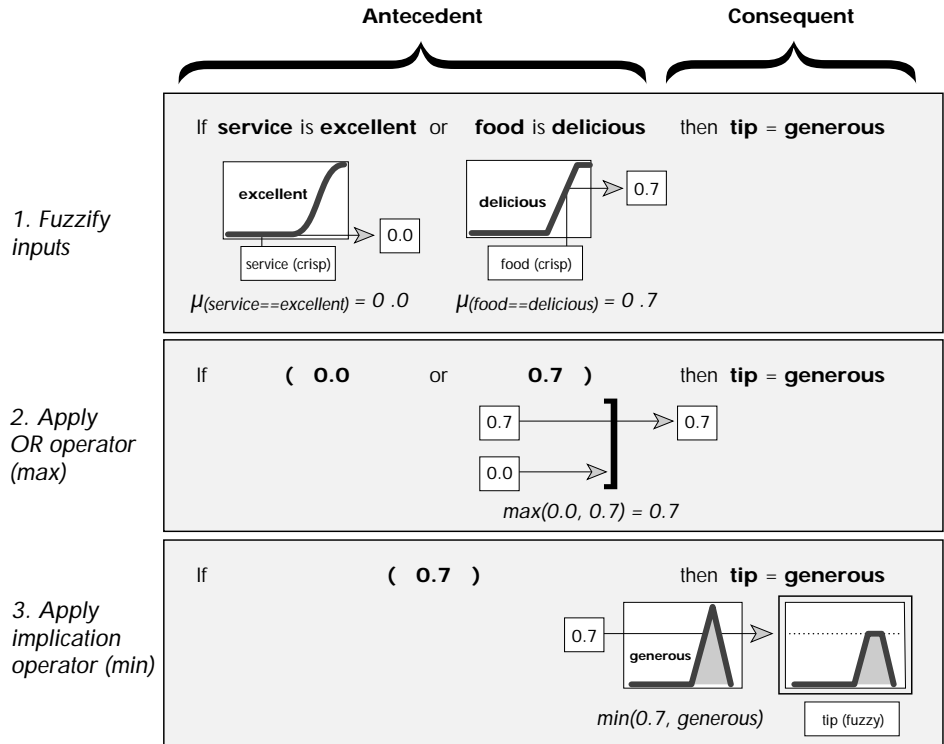 Antecedent Consequent
If service is excellent or food is delicious then tip = generous
1. Fuzzify
inputs
excellent
delicious
0.7
0.0
service (crisp)
food (crisp)
μ(service==excellent) = 0 .0
μ(food==delicious) = 0 .7
2. Apply
OR operator
(max)
If ( 0.0 or 0.7 ) then tip = generous
0.7
0.7
0.0
max(0.0, 0.7) = 0.7
3. Apply
implication
operator (min)
If ( 0.7 ) then tip = generous
0.7
generous
min(0.7, generous)
tip (fuzzy)